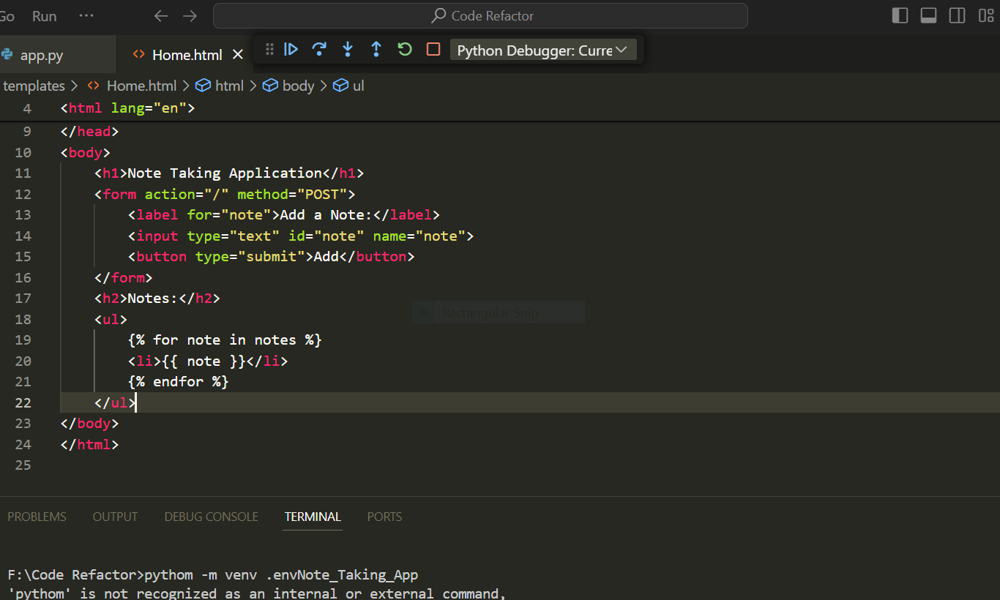 Go Run ··· Code Refactor
app.py Home.html Python Debugger: Curre
templates > Home.html > html > body > ul
4 <html lang="en">
9 </head>
10 <body>
11 <h1>Note Taking Application</h1>
12 <form action="/" method="POST">
13 <label for="note">Add a Note:</label>
14 <input type="text" id="note" name="note">
15 <button type="submit">Add</button>
16 </form>
17 <h2>Notes:</h2>
Rectangular Snip
18 <ul>
19 {% for note in notes %}
20 <li>{{ note }}</li>
21 {% endfor %}
22 </ul>
23 </body>
24 </html>
25
PROBLEMS OUTPUT DEBUG CONSOLE TERMINAL PORTS
F:\Code Refactor>pythom -m venv .envNote_Taking_App
'pythom' is not recognized as an internal or external command,